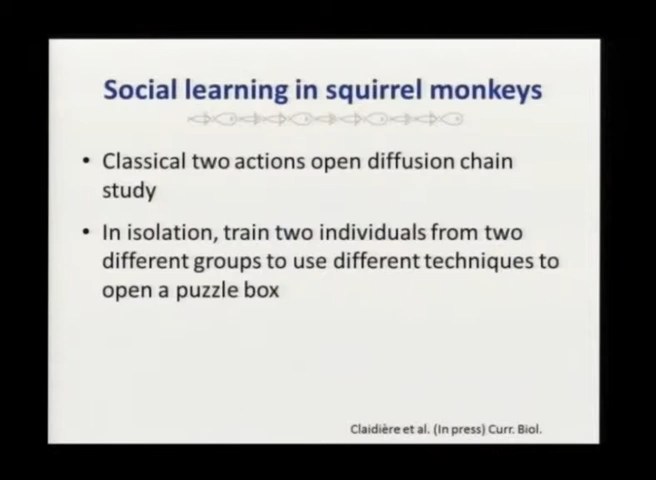 Social learning in squirrel monkeys
• Classical two actions open diffusion chain
study
• In isolation, train two individuals from two
different groups to use different techniques to
open a puzzle box
Claidière et al. (In press) Curr. Biol.